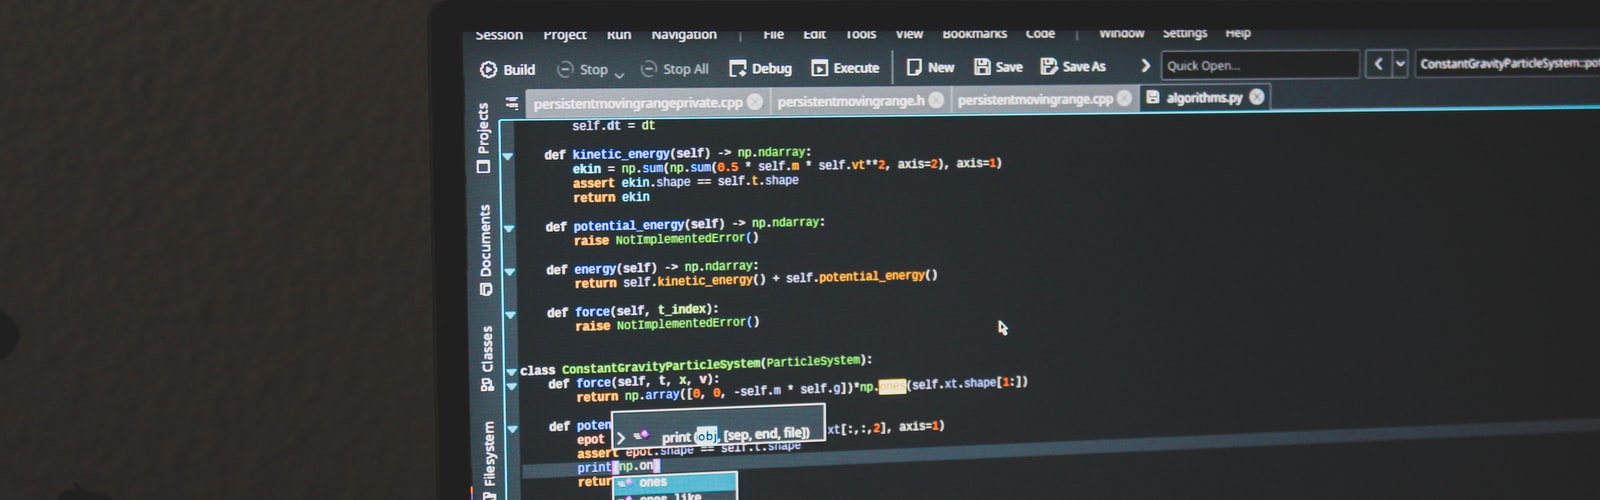 Session Project Run Navigation | File Edit Tools View Bookmarks Code | Window Settings Help
Build Stop Stop All Debug Execute New Save Save As Quick Open... ConstantGravityParticleSystem::pot
persistentmovingrangeprivate.cpp persistentmovingrange.h persistentmovingrange.cpp algorithms.py
Projects
Documents
Classes
Filesystem
self.dt = dt
def kinetic_energy(self) -> np.ndarray:
ekin = np.sum(np.sum(0.5 * self.m * self.vt**2, axis=2), axis=1)
assert ekin.shape == self.t.shape
return ekin
def potential_energy(self) -> np.ndarray:
raise NotImplementedError()
def energy(self) -> np.ndarray:
return self.kinetic_energy() + self.potential_energy()
def force(self, t_index):
raise NotImplementedError()
class ConstantGravityParticleSystem(ParticleSystem):
def force(self, t, x, v):
return np.array([0, 0, -self.m * self.g])*np.ones(self.xt.shape[1:])
def poten
print (obj, [sep, end, file])
epot xt[:,:,2], axis=1)
assert epot.shape == self.t.shape
print(np.on)
retur
ones
ones_like